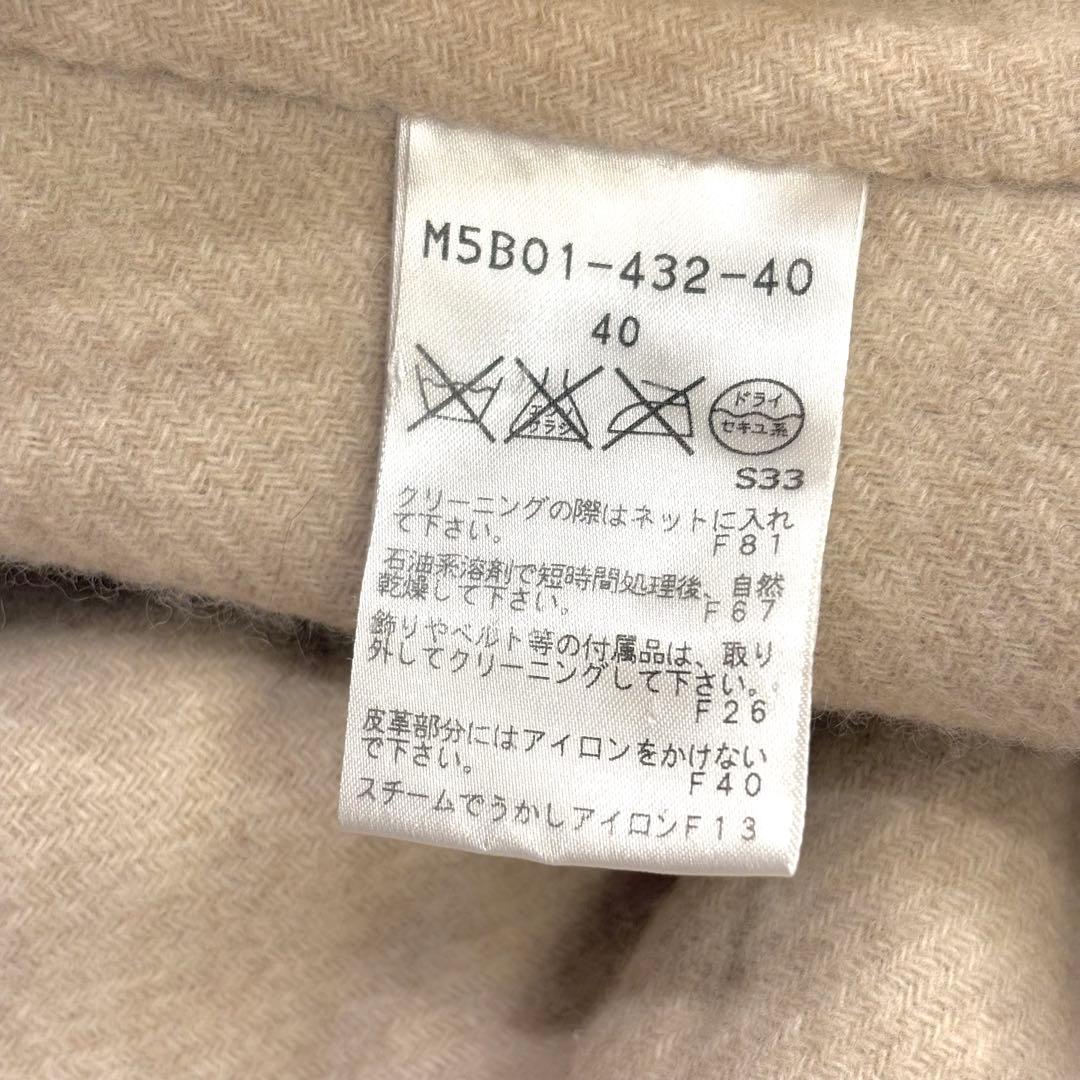 M5B01-432-40
40
エンソ
サラシ
ドライ
セキユ系
S33
クリーニングの際はネットに入れ
て下さい。 F81
石油系溶剤で短時間処理後、自然
乾燥して下さい。 F67
飾りやベルト等の付属品は、取り
外してクリーニングして下さい。
F26
皮革部分にはアイロンをかけない
で下さい。 F40
スチームでうかしアイロンF13